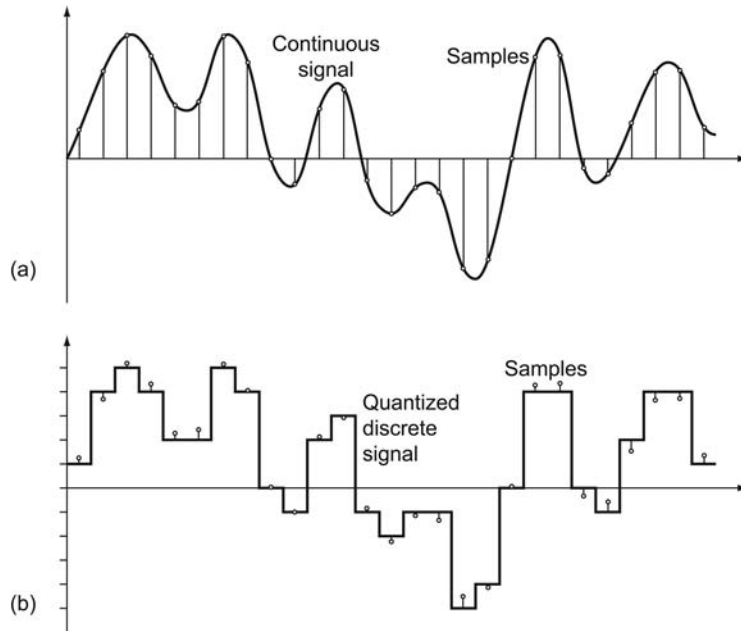 Continuous
signal
Samples
(a)
Samples
Quantized
discrete
signal
(b)